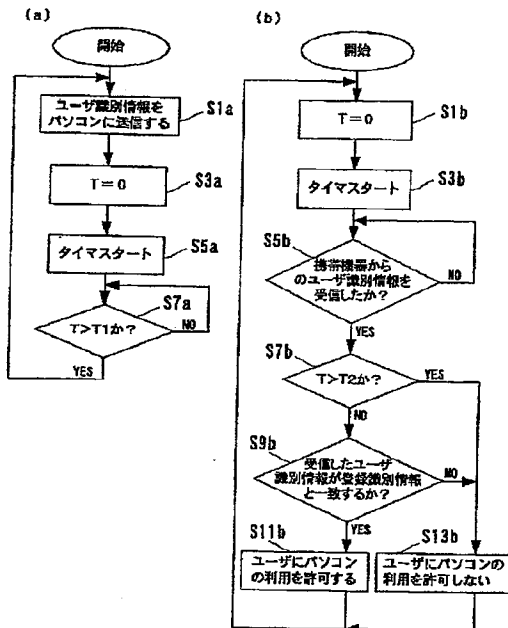 (a)
開始
ユーザ識別情報を
パソコンに送信する
S1a
T=0
S3a
タイマスタート
S5a
S7a
T>T1か?
NO
YES
(b)
開始
T=0
S1b
タイマスタート
S3b
S5b
携帯機器から
のユーザ識別情報を
受信したか?
NO
YES
S7b
T>T2か?
YES
NO
S9b
受信したユーザ
識別情報が登録識別情報
と一致するか?
NO
YES
S11b
ユーザにパソコン
の利用を許可する
S13b
ユーザにパソコンの
利用を許可しない